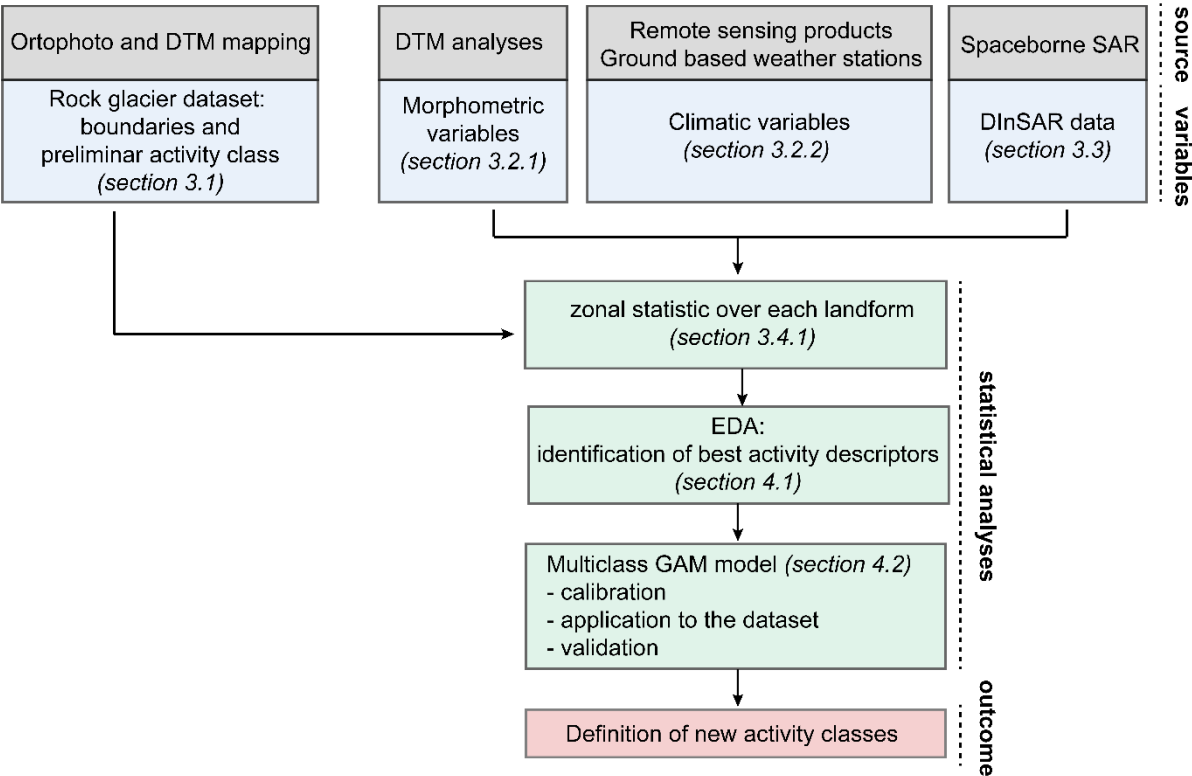 Ortophoto and DTM mapping
DTM analyses
Remote sensing products
Ground based weather stations
Spaceborne SAR
source
Rock glacier dataset:
boundaries and
preliminar activity class
(section 3.1)
Morphometric
variables
(section 3.2.1)
Climatic variables
(section 3.2.2)
DInSAR data
(section 3.3)
variables
zonal statistic over each landform
(section 3.4.1)
EDA:
identification of best activity descriptors
(section 4.1)
Multiclass GAM model (section 4.2)
- calibration
- application to the dataset
- validation
statistical analyses
Definition of new activity classes
outcome